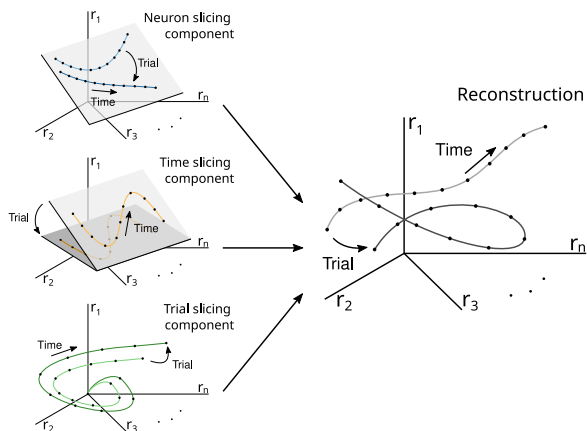 Neuron slicing
component
r1
Trial
Time
rn
r2
r3
. . .
Time slicing
component
r1
Trial
Time
rn
r2
r3
. . .
Trial slicing
component
r1
Time
Trial
rn
r2
r3
. . .
Reconstruction
r1
Time
Trial
rn
r2
r3
. . .